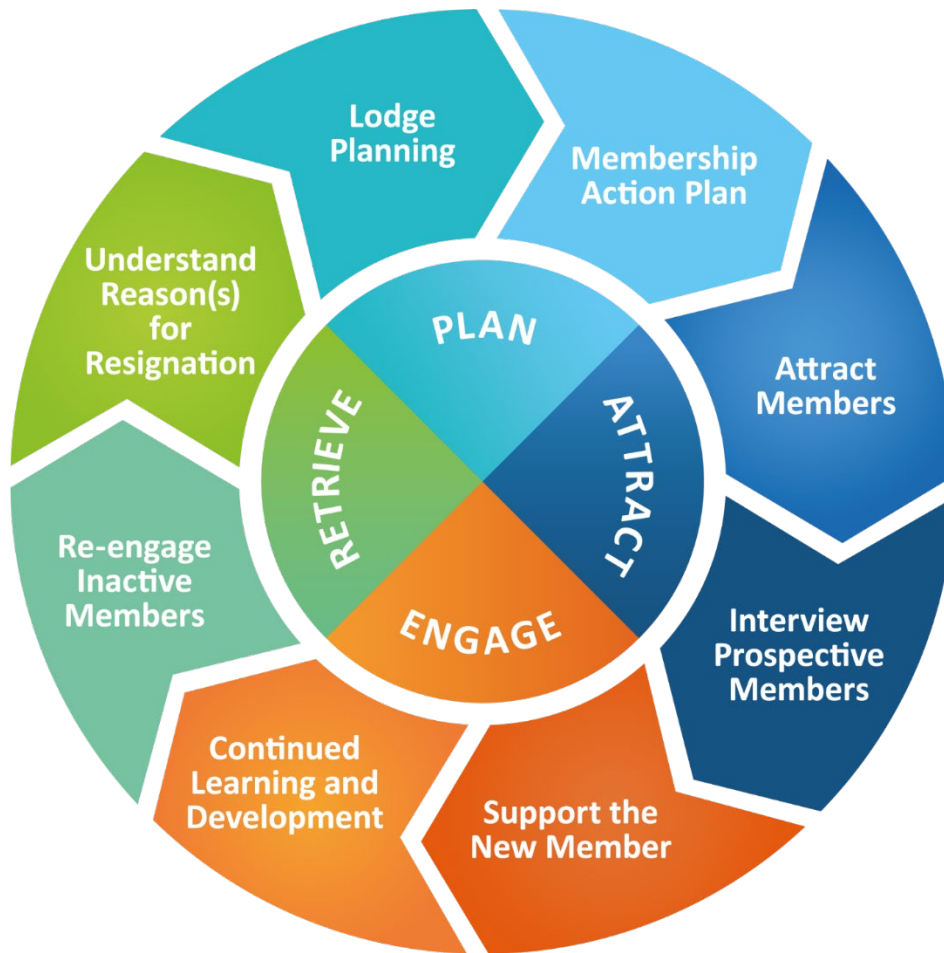 Lodge
Planning
Membership
Action Plan
Attract
Members
Interview
Prospective
Members
Support the
New Member
Continued
Learning and
Development
Re-engage
Inactive
Members
Understand
Reason(s)
for
Resignation
PLAN
ATTRACT
ENGAGE
RETRIEVE